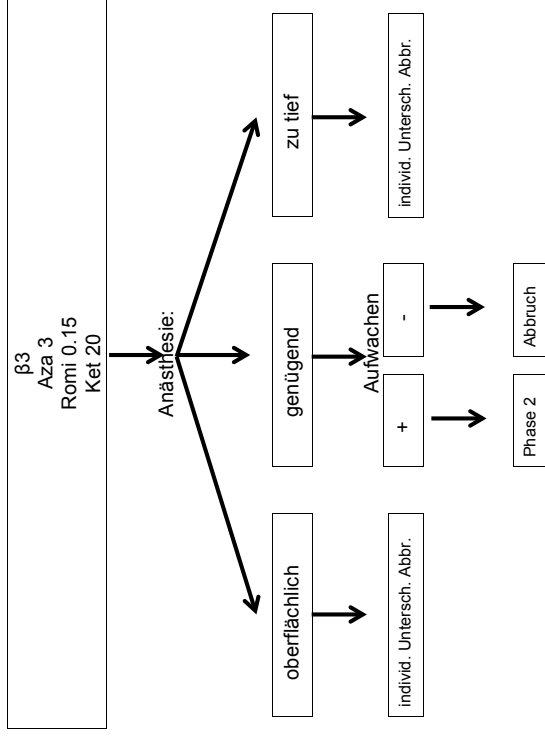 β3
Aza 3
Romi 0.15
Ket 20
Anästhesie:
oberflächlich
genügend
zu tief
individ. Untersch. Abbr.
Aufwachen
individ. Untersch. Abbr.
+
-
Phase 2
Abbruch